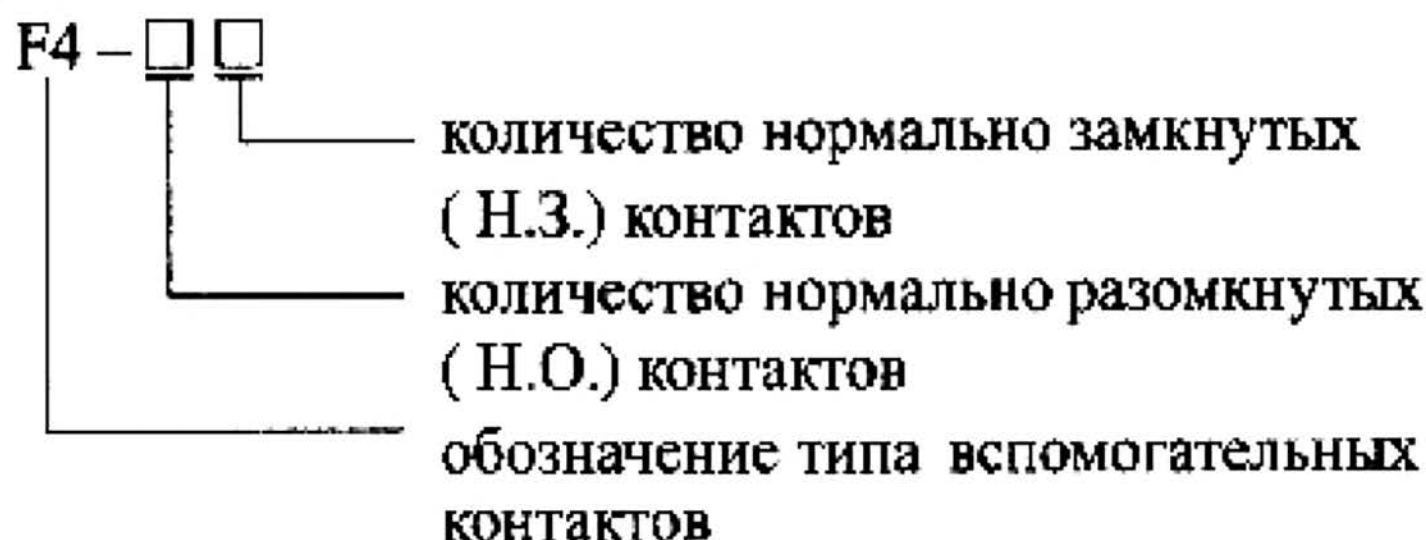 F4 – □ □
количество нормально замкнутых
( Н.З.) контактов
количество нормально разомкнутых
( Н.О.) контактов
обозначение типа вспомогательных
контактов